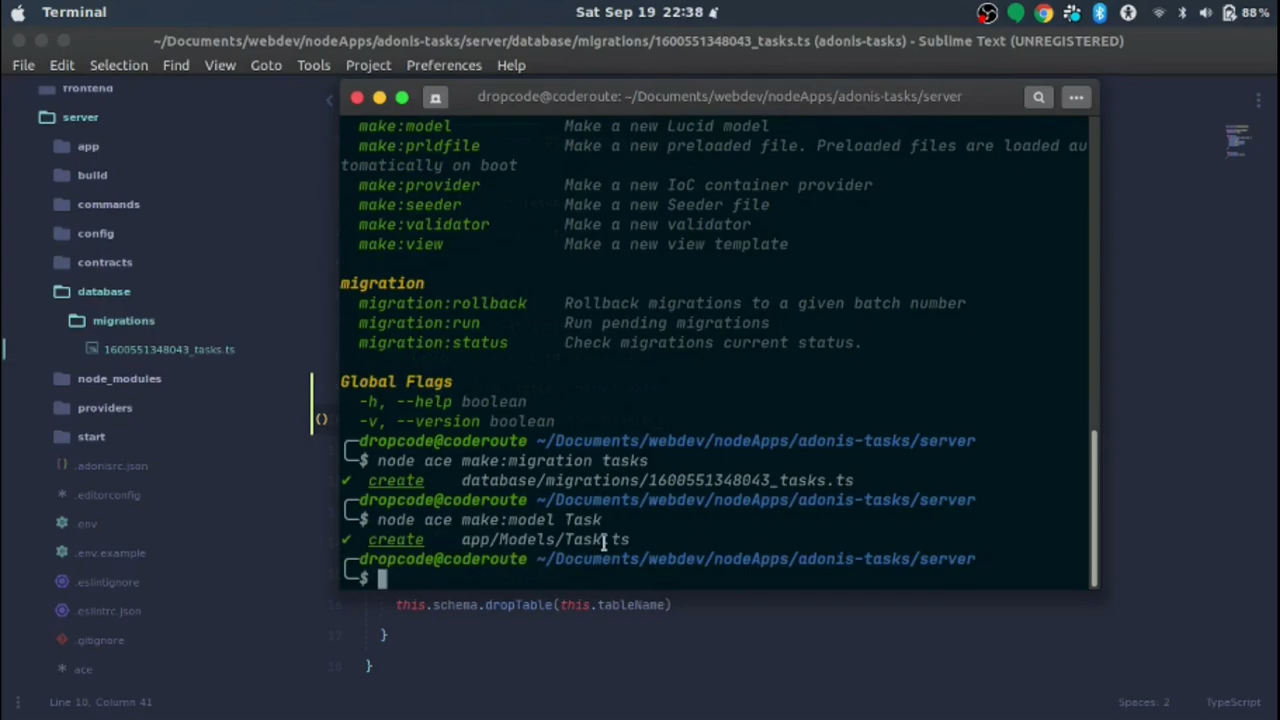 Terminal
Sat Sep 19 22:38
88%
~/Documents/webdev/nodeApps/adonis-tasks/server/database/migrations/1600551348043_tasks.ts (adonis-tasks) - Sublime Text (UNREGISTERED)
File Edit Selection Find View Goto Tools Project Preferences Help
frontend
server
app
build
commands
config
contracts
database
migrations
1600551348043_tasks.ts
node_modules
providers
start
.adonisrc.json
.editorconfig
.env
.env.example
.eslintignore
.eslintrc.json
.gitignore
ace
dropcode@coderoute: ~/Documents/webdev/nodeApps/adonis-tasks/server
make:model Make a new Lucid model
make:prldfile Make a new preloaded file. Preloaded files are loaded au
tomatically on boot
make:provider Make a new IoC container provider
make:seeder Make a new Seeder file
make:validator Make a new validator
make:view Make a new view template
migration
migration:rollback Rollback migrations to a given batch number
migration:run Run pending migrations
migration:status Check migrations current status.
Global Flags
-h, --help boolean
-v, --version boolean
dropcode@coderoute ~/Documents/webdev/nodeApps/adonis-tasks/server
$ node ace make:migration tasks
✔ create database/migrations/1600551348043_tasks.ts
dropcode@coderoute ~/Documents/webdev/nodeApps/adonis-tasks/server
$ node ace make:model Task
✔ create app/Models/Task.ts
dropcode@coderoute ~/Documents/webdev/nodeApps/adonis-tasks/server
$
16 this.schema.dropTable(this.tableName)
17 }
18 }
Line 10, Column 41
Spaces: 2
TypeScript